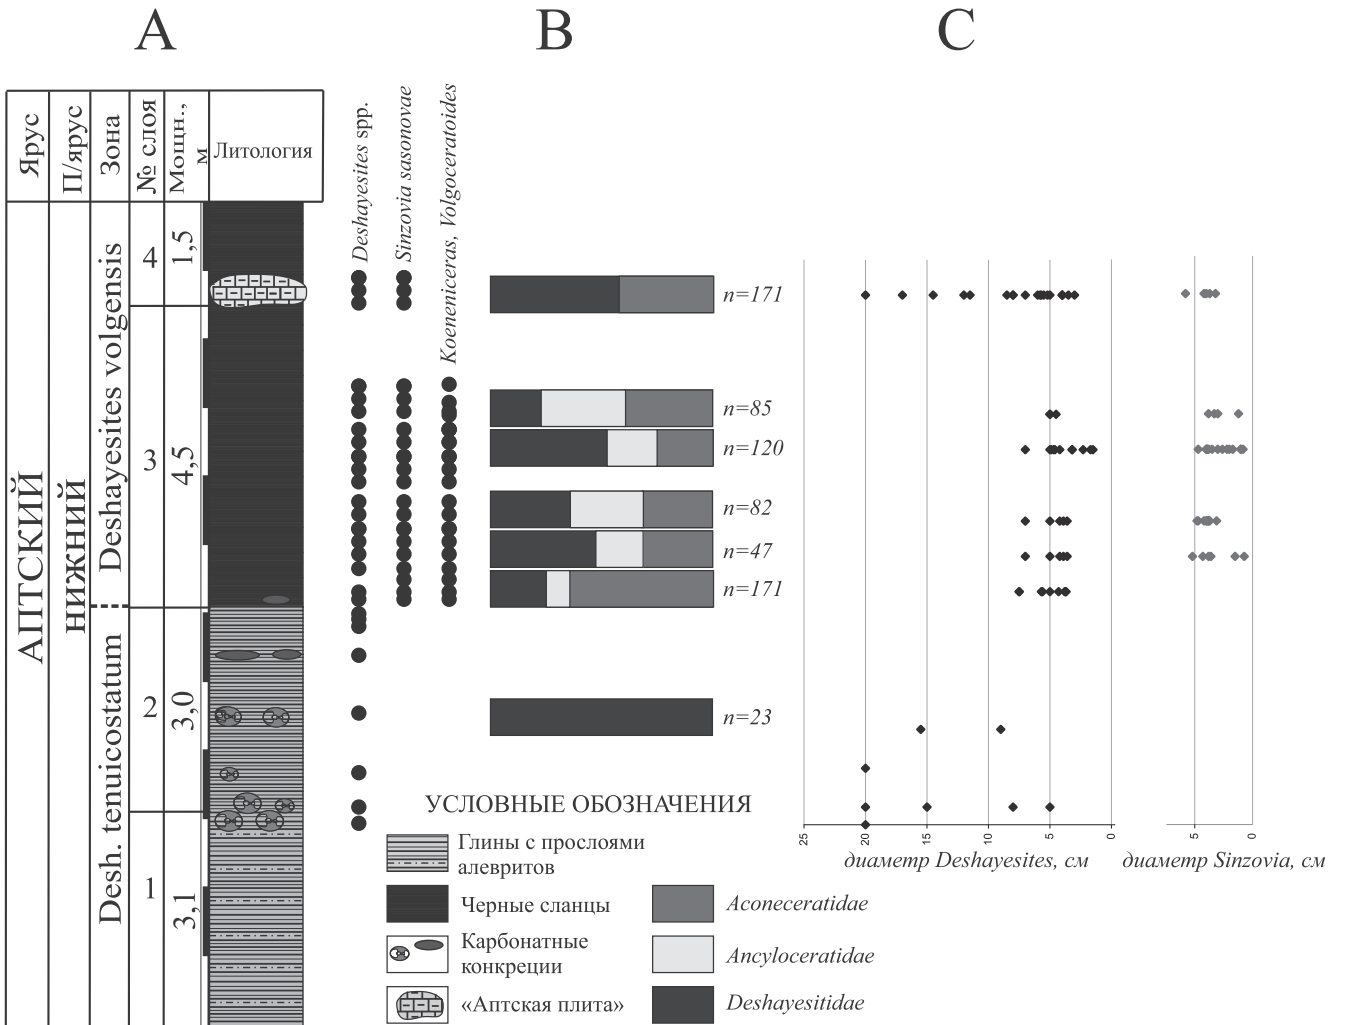 A
B
C
Ярус
П/ярус
Зона
№ слоя
Мощн., м
Литология
Deshayesites spp.
Sinzovia sasonovae
Koeneniceras, Volgoceratoides
АПТСКИЙ
НИЖНИЙ
Deshayesites volgensis
Desh. tenuicostatum
4
1,5
3
4,5
2
3,0
1
3,1
n=171
n=85
n=120
n=82
n=47
n=171
n=23
25
20
15
10
5
0
диаметр Deshayesites, см
5
0
диаметр Sinzovia, см
УСЛОВНЫЕ ОБОЗНАЧЕНИЯ
Глины с прослоями
алевритов
Черные сланцы
Карбонатные
конкреции
«Аптская плита»
Aconeceratidae
Ancyloceratidae
Deshayesitidae